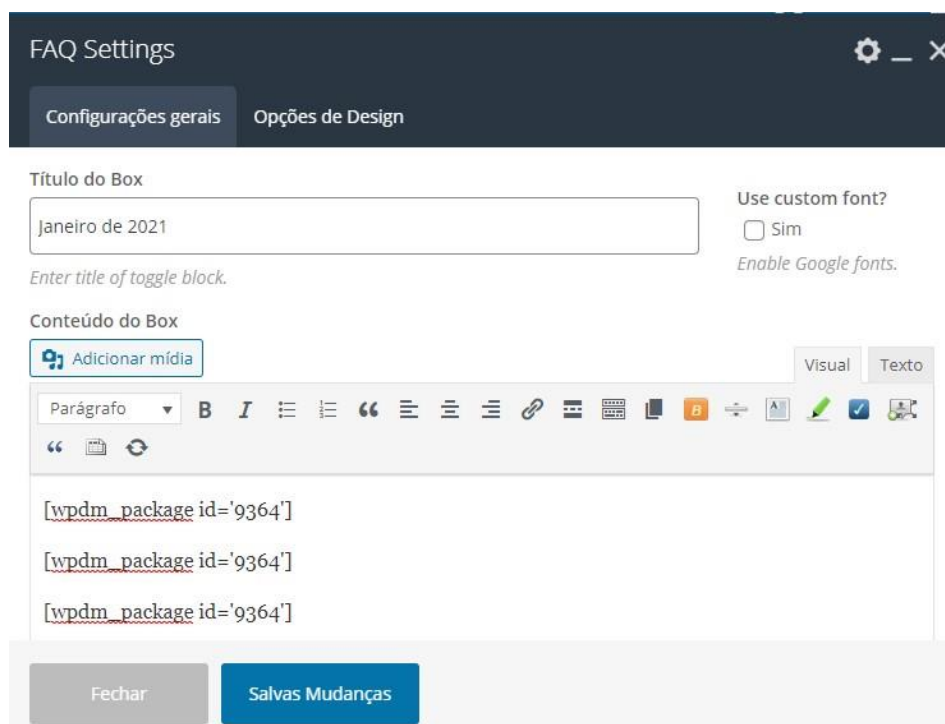 FAQ Settings
Configurações gerais Opções de Design
Título do Box
Janeiro de 2021
Use custom font?
Sim
Enable Google fonts.
Enter title of toggle block.
Conteúdo do Box
Adicionar mídia
Visual Texto
Parágrafo B I
B
[wpdm_package id='9364']
[wpdm_package id='9364']
[wpdm_package id='9364']
Fechar Salvas Mudanças